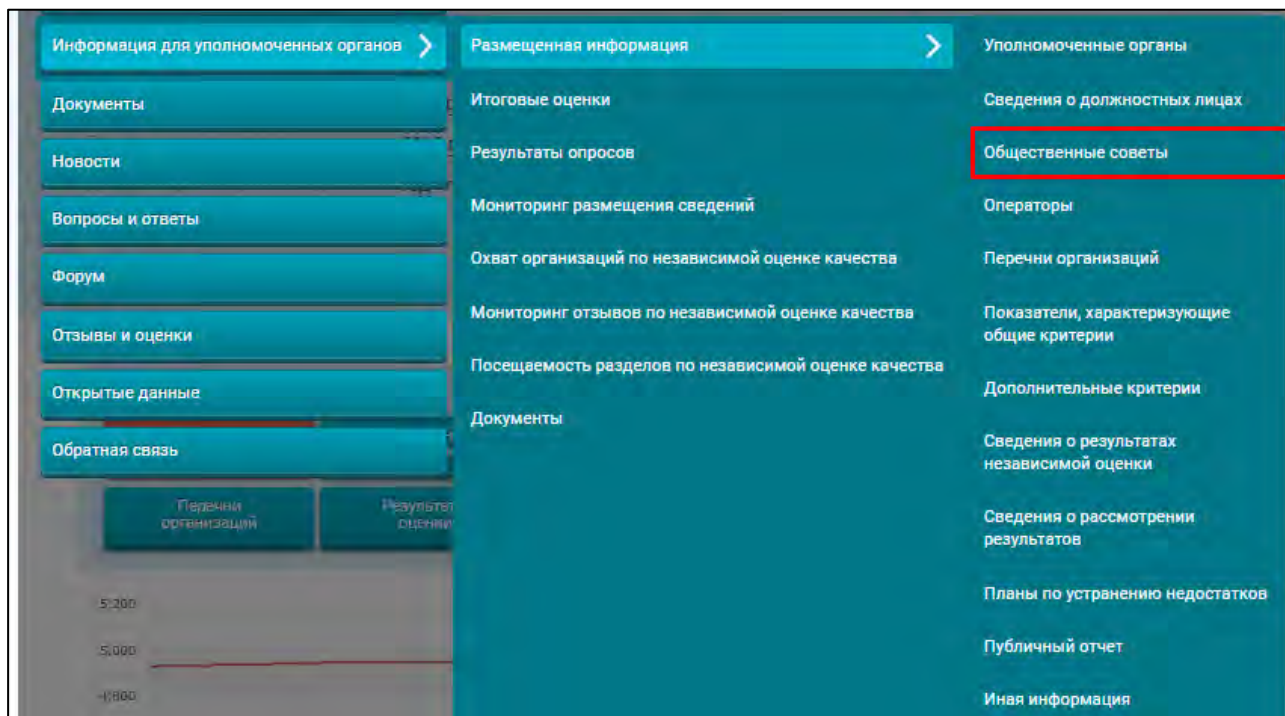 Информация для уполномоченных органов
Документы
Новости
Вопросы и ответы
Форум
Отзывы и оценки
Открытые данные
Обратная связь
Перечни
организаций
5,200
5,000
4,800
Размещенная информация
Итоговые оценки
Результаты опросов
Мониторинг размещения сведений
Охват организаций по независимой оценке качества
Мониторинг отзывов по независимой оценке качества
Посещаемость разделов по независимой оценке качества
Документы
Уполномоченные органы
Сведения о должностных лицах
Общественные советы
Операторы
Перечни организаций
Показатели, характеризующие
общие критерии
Дополнительные критерии
Сведения о результатах
независимой оценки
Сведения о рассмотрении
результатов
Планы по устранению недостатков
Публичный отчет
Иная информация